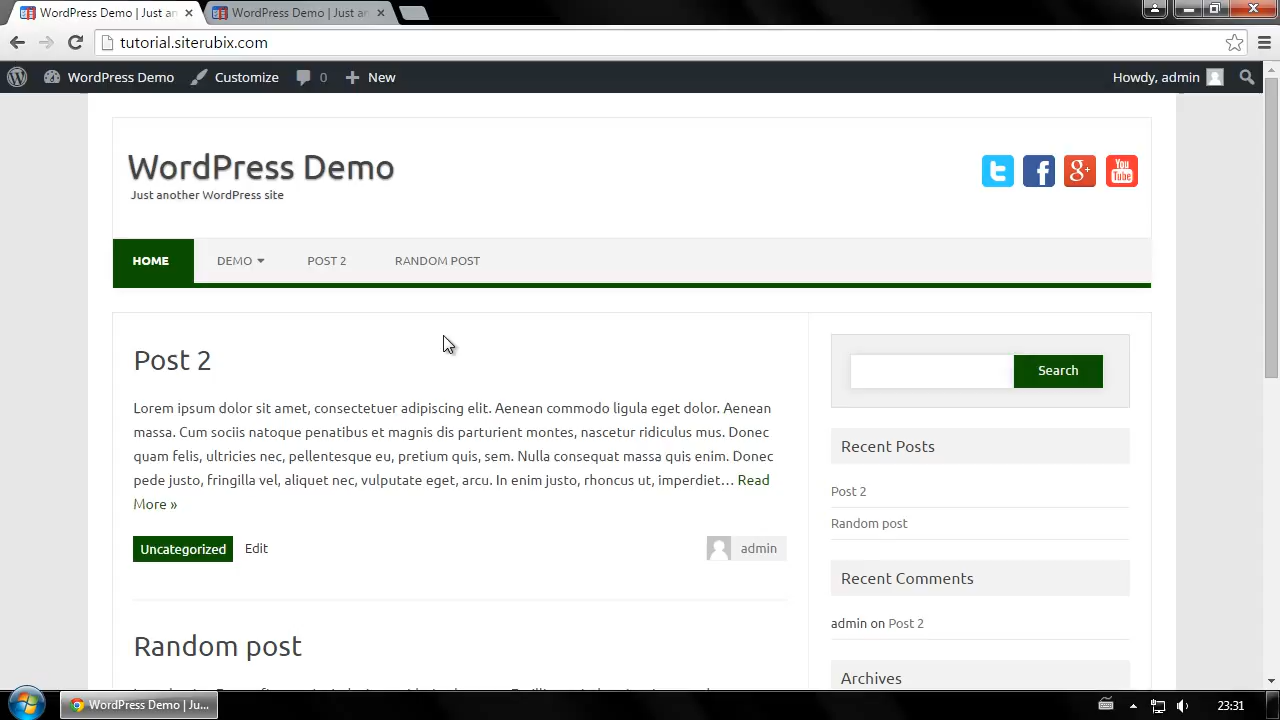 WordPress Demo | Just an
WordPress Demo | Just an
tutorial.siterubix.com
WordPress Demo
Customize
0
New
Howdy, admin
WordPress Demo
Just another WordPress site
You
Tube
HOME
DEMO
POST 2
RANDOM POST
Post 2
Lorem ipsum dolor sit amet, consectetuer adipiscing elit. Aenean commodo ligula eget dolor. Aenean
massa. Cum sociis natoque penatibus et magnis dis parturient montes, nascetur ridiculus mus. Donec
quam felis, ultricies nec, pellentesque eu, pretium quis, sem. Nulla consequat massa quis enim. Donec
pede justo, fringilla vel, aliquet nec, vulputate eget, arcu. In enim justo, rhoncus ut, imperdiet… Read
More »
Uncategorized
Edit
admin
Random post
Search
Recent Posts
Post 2
Random post
Recent Comments
admin on Post 2
Archives
WordPress Demo | Ju...
23:31